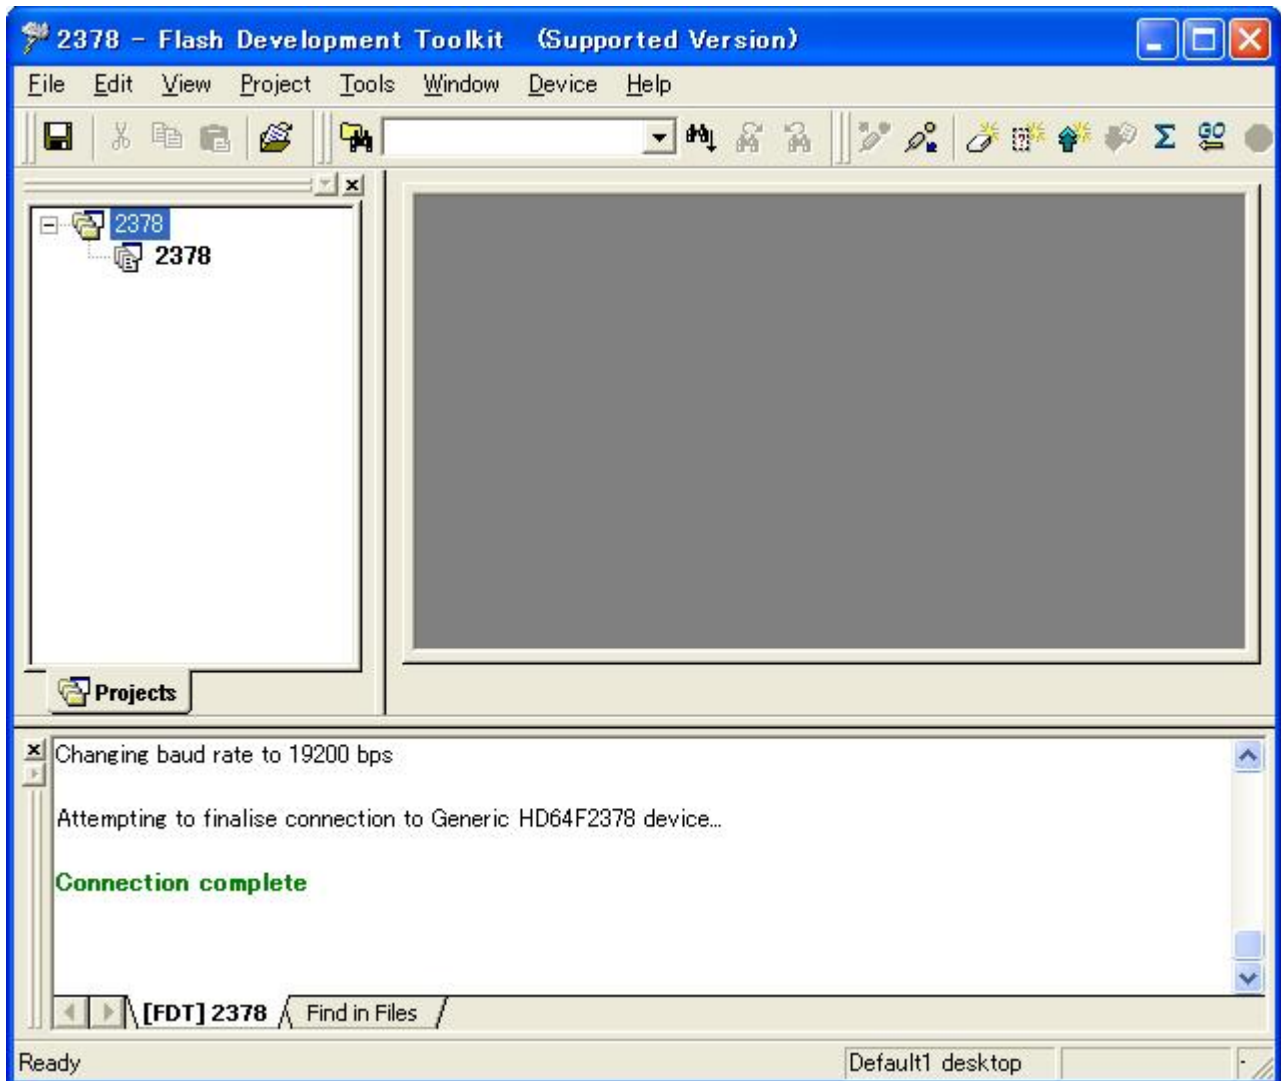 2378 - Flash Development Toolkit (Supported Version)
File Edit View Project Tools Window Device Help
GO
2378
2378
Projects
Changing baud rate to 19200 bps
Attempting to finalise connection to Generic HD64F2378 device...
Connection complete
[FDT] 2378 Find in Files
Ready Default1 desktop